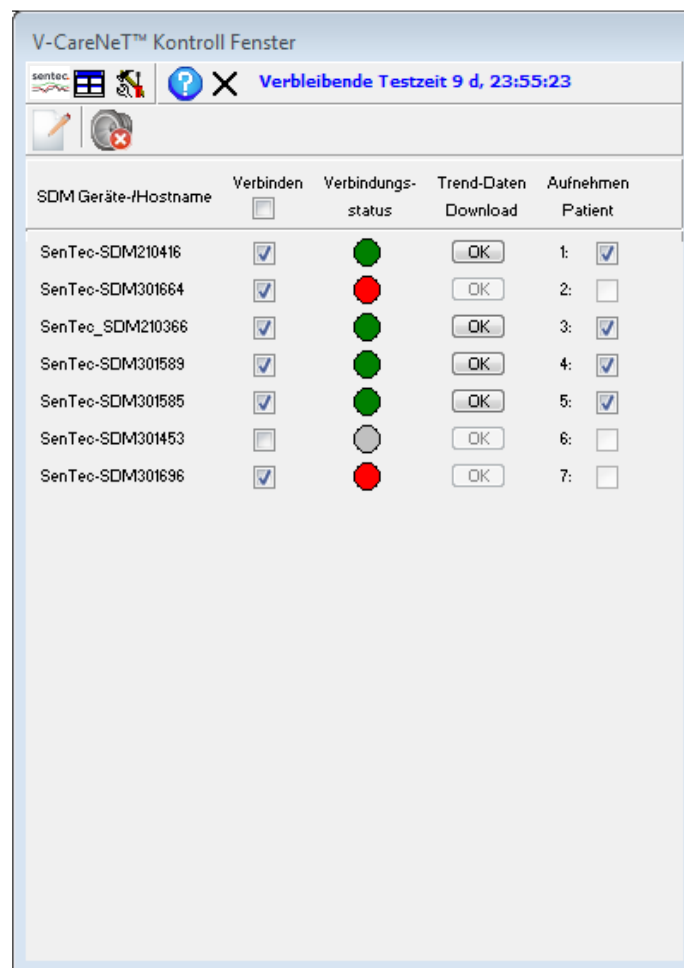 V-CareNeT™ Kontroll Fenster
sentec. Verbleibende Testzeit 9 d, 23:55:23
SDM Geräte-/Hostname Verbinden Verbindungs- status Trend-Daten Download Aufnehmen Patient
SenTec-SDM210416 OK 1:
SenTec-SDM301664 OK 2:
SenTec_SDM210366 OK 3:
SenTec-SDM301589 OK 4:
SenTec-SDM301585 OK 5:
SenTec-SDM301453 OK 6:
SenTec-SDM301696 OK 7: